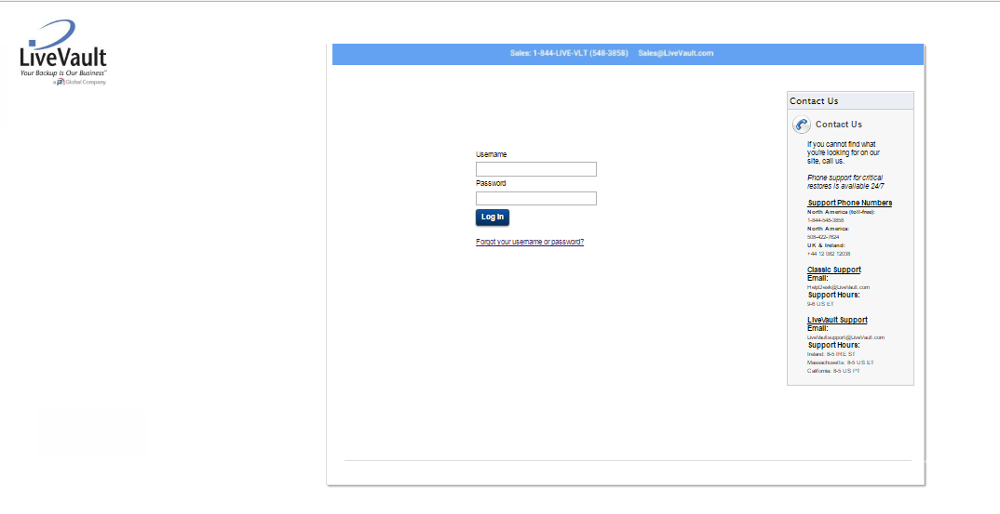 LiveVault
Your Backup Is Our Business™
a j2 Global Company
Sales: 1-844-LIVE-VLT (548-3858) Sales@LiveVault.com
Username
Password
Log In
Forgot your username or password?
Contact Us
Contact Us
If you cannot find what
you're looking for on our
site, call us.
Phone support for critical
restores is available 24/7
Support Phone Numbers
North America (toll-free):
1-844-548-3858
North America:
508-422-7624
UK & Ireland:
+44 12 082 12038
Classic Support
Email:
HelpDesk@LiveVault.com
Support Hours:
9-6 US ET
LiveVault Support
Email:
LiveVaultsupport@LiveVault.com
Support Hours:
Ireland: 8-5 IRE ST
Massachusetts: 8-5 US ET
California: 8-5 US PT